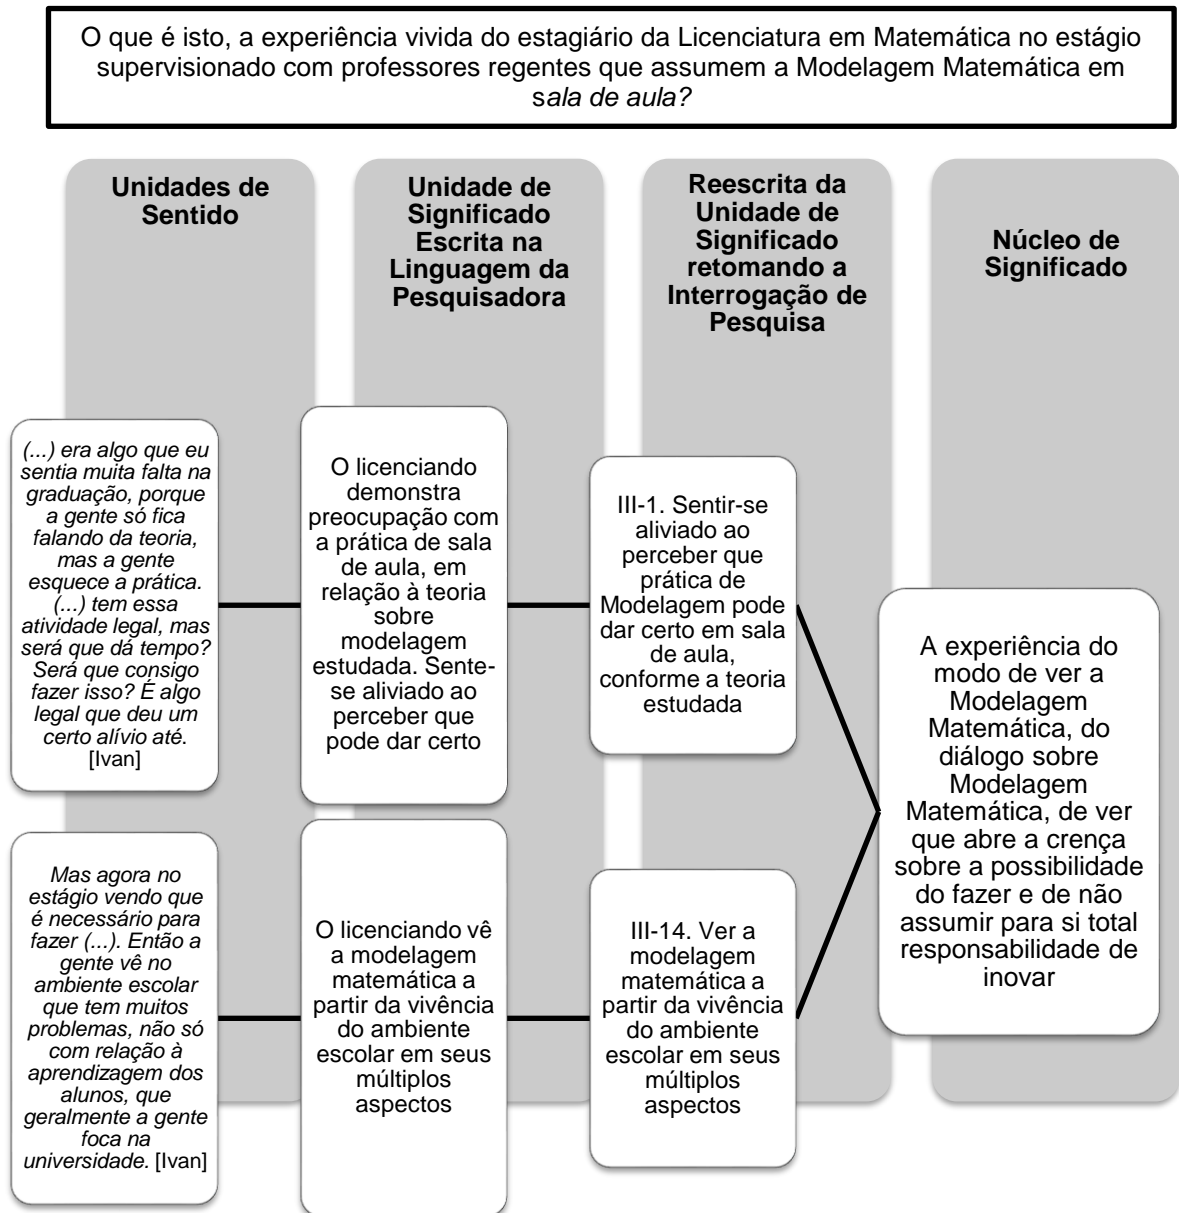 O que é isto, a experiência vivida do estagiário da Licenciatura em Matemática no estágio
supervisionado com professores regentes que assumem a Modelagem Matemática em
sala de aula?
Unidades de
Sentido
Unidade de
Significado
Escrita na
Linguagem da
Pesquisadora
Reescrita da
Unidade de
Significado
retomando a
Interrogação de
Pesquisa
Núcleo de
Significado
(...) era algo que eu
sentia muita falta na
graduação, porque
a gente só fica
falando da teoria,
mas a gente
esquece a prática.
(...) tem essa
atividade legal, mas
será que dá tempo?
Será que consigo
fazer isso? É algo
legal que deu um
certo alívio até.
[Ivan]
O licenciando
demonstra
preocupação com
a prática de sala
de aula, em
relação à teoria
sobre
modelagem
estudada. Sente-
se aliviado ao
perceber que
pode dar certo
III-1. Sentir-se
aliviado ao
perceber que
prática de
Modelagem pode
dar certo em sala
de aula,
conforme a teoria
estudada
A experiência do
modo de ver a
Modelagem
Matemática, do
diálogo sobre
Modelagem
Matemática, de ver
que abre a crença
sobre a possibilidade
do fazer e de não
assumir para si total
responsabilidade de
inovar
Mas agora no
estágio vendo que
é necessário para
fazer (...). Então a
gente vê no
ambiente escolar
que tem muitos
problemas, não só
com relação à
aprendizagem dos
alunos, que
geralmente a gente
foca na
universidade. [Ivan]
O licenciando vê
a modelagem
matemática a
partir da vivência
do ambiente
escolar em seus
múltiplos
aspectos
III-14. Ver a
modelagem
matemática a
partir da vivência
do ambiente
escolar em seus
múltiplos
aspectos